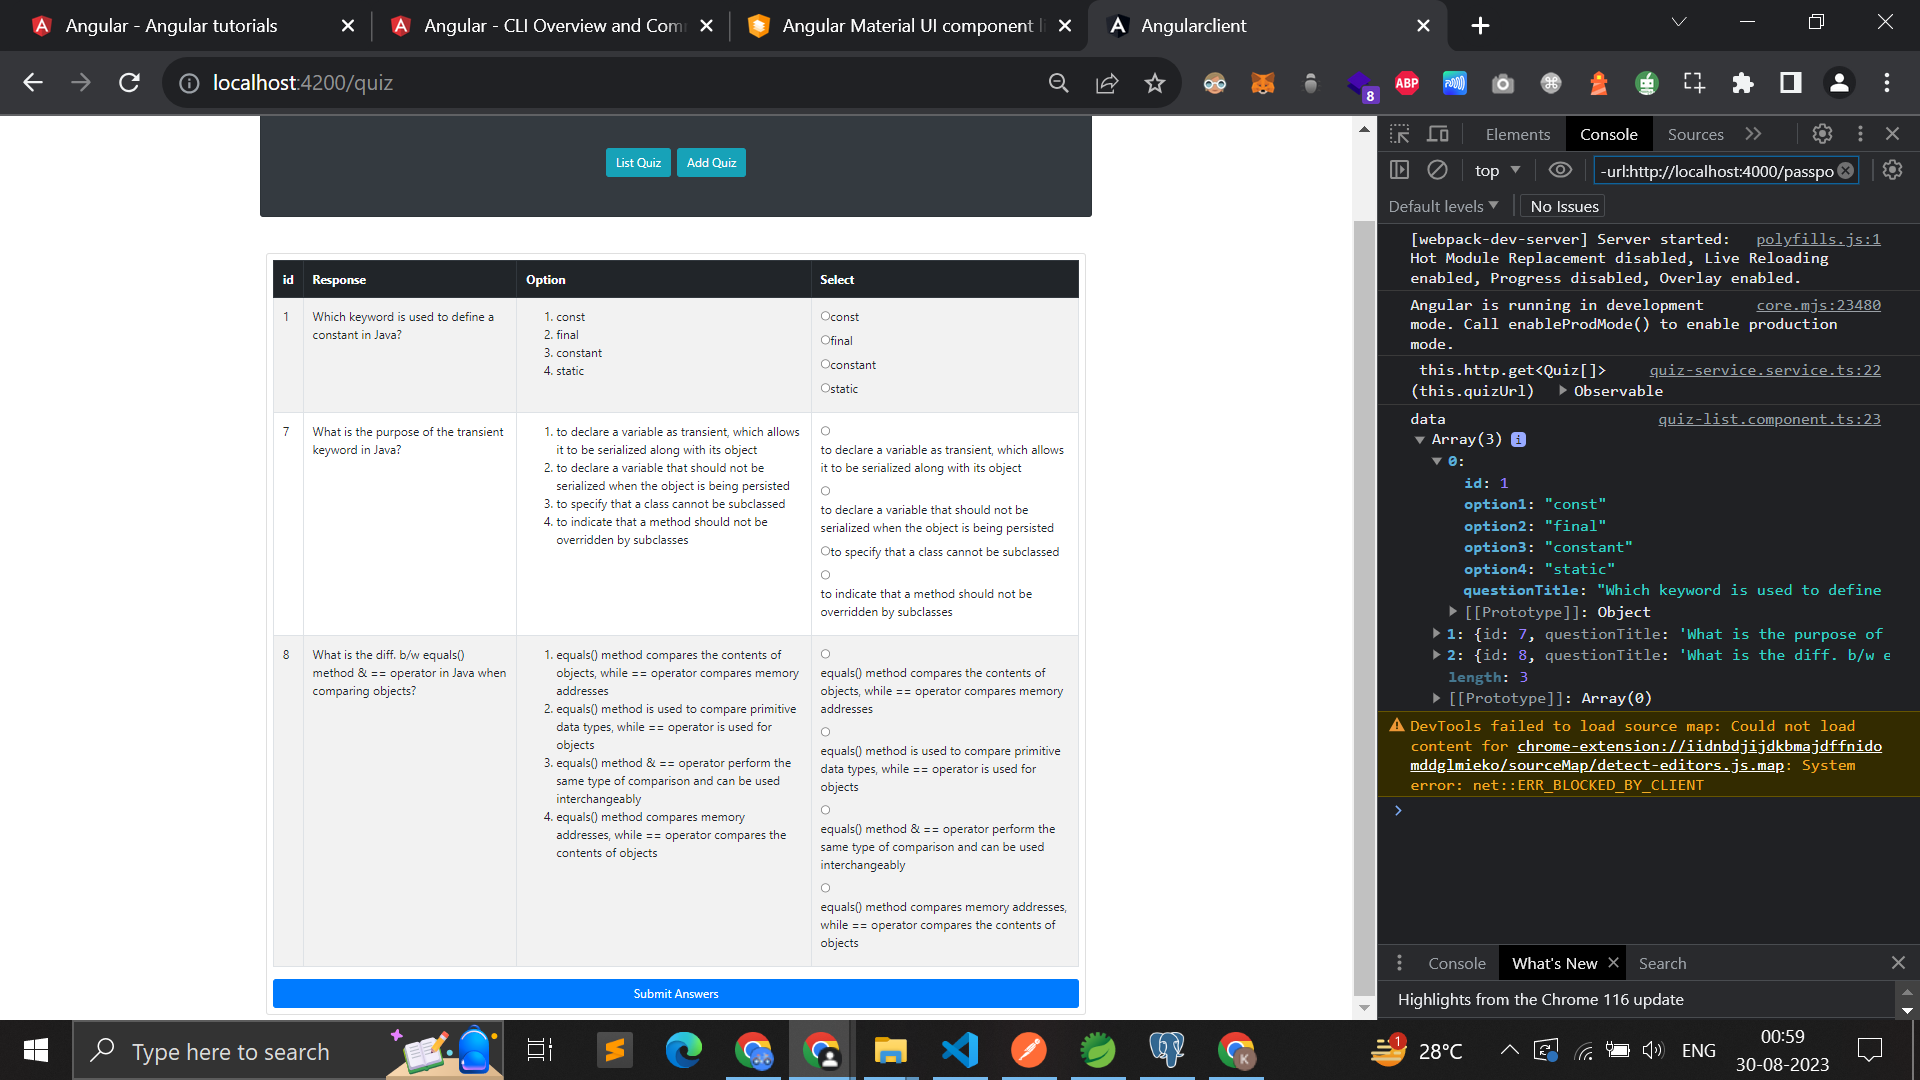 Angular - Angular tutorials
Angular - CLI Overview and Com
Angular Material UI component li
Angularclient
localhost:4200/quiz
8
ABP
List Quiz Add Quiz
id Response Option Select
1 Which keyword is used to define a
constant in Java?
1. const
2. final
3. constant
4. static
const
final
constant
static
7 What is the purpose of the transient
keyword in Java?
1. to declare a variable as transient, which allows
it to be serialized along with its object
2. to declare a variable that should not be
serialized when the object is being persisted
3. to specify that a class cannot be subclassed
4. to indicate that a method should not be
overridden by subclasses
to declare a variable as transient, which allows
it to be serialized along with its object
to declare a variable that should not be
serialized when the object is being persisted
to specify that a class cannot be subclassed
to indicate that a method should not be
overridden by subclasses
8 What is the diff. b/w equals()
method & == operator in Java when
comparing objects?
1. equals() method compares the contents of
objects, while == operator compares memory
addresses
2. equals() method is used to compare primitive
data types, while == operator is used for
objects
3. equals() method & == operator perform the
same type of comparison and can be used
interchangeably
4. equals() method compares memory
addresses, while == operator compares the
contents of objects
equals() method compares the contents of
objects, while == operator compares memory
addresses
equals() method is used to compare primitive
data types, while == operator is used for
objects
equals() method & == operator perform the
same type of comparison and can be used
interchangeably
equals() method compares memory addresses,
while == operator compares the contents of
objects
Submit Answers
Elements Console Sources
top
-url:http://localhost:4000/passpo
Default levels No Issues
[webpack-dev-server] Server started: polyfills.js:1
Hot Module Replacement disabled, Live Reloading
enabled, Progress disabled, Overlay enabled.
Angular is running in development core.mjs:23480
mode. Call enableProdMode() to enable production
mode.
this.http.get<Quiz[]> quiz-service.service.ts:22
(this.quizUrl) Observable
data quiz-list.component.ts:23
Array(3) i
0:
id: 1
option1: "const"
option2: "final"
option3: "constant"
option4: "static"
questionTitle: "Which keyword is used to define
[[Prototype]]: Object
1: {id: 7, questionTitle: 'What is the purpose of
2: {id: 8, questionTitle: 'What is the diff. b/w e
length: 3
[[Prototype]]: Array(0)
DevTools failed to load source map: Could not load
content for chrome-extension://iidnbdjijdkbmajdffnido
mddglmieko/sourceMap/detect-editors.js.map: System
error: net::ERR_BLOCKED_BY_CLIENT
Console What's New Search
Highlights from the Chrome 116 update
Type here to search
K
1
28°C
ENG
00:59
30-08-2023